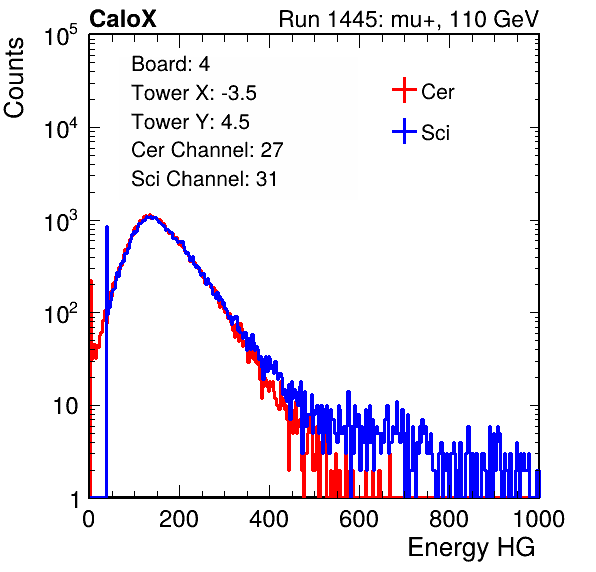 CaloX Run 1445: mu+, 110 GeV
Counts
Board: 4
Tower X: -3.5
Tower Y: 4.5
Cer Channel: 27
Sci Channel: 31
Cer
Sci
10^5
10^4
10^3
10^2
10
1
0 200 400 600 800 1000
Energy HG